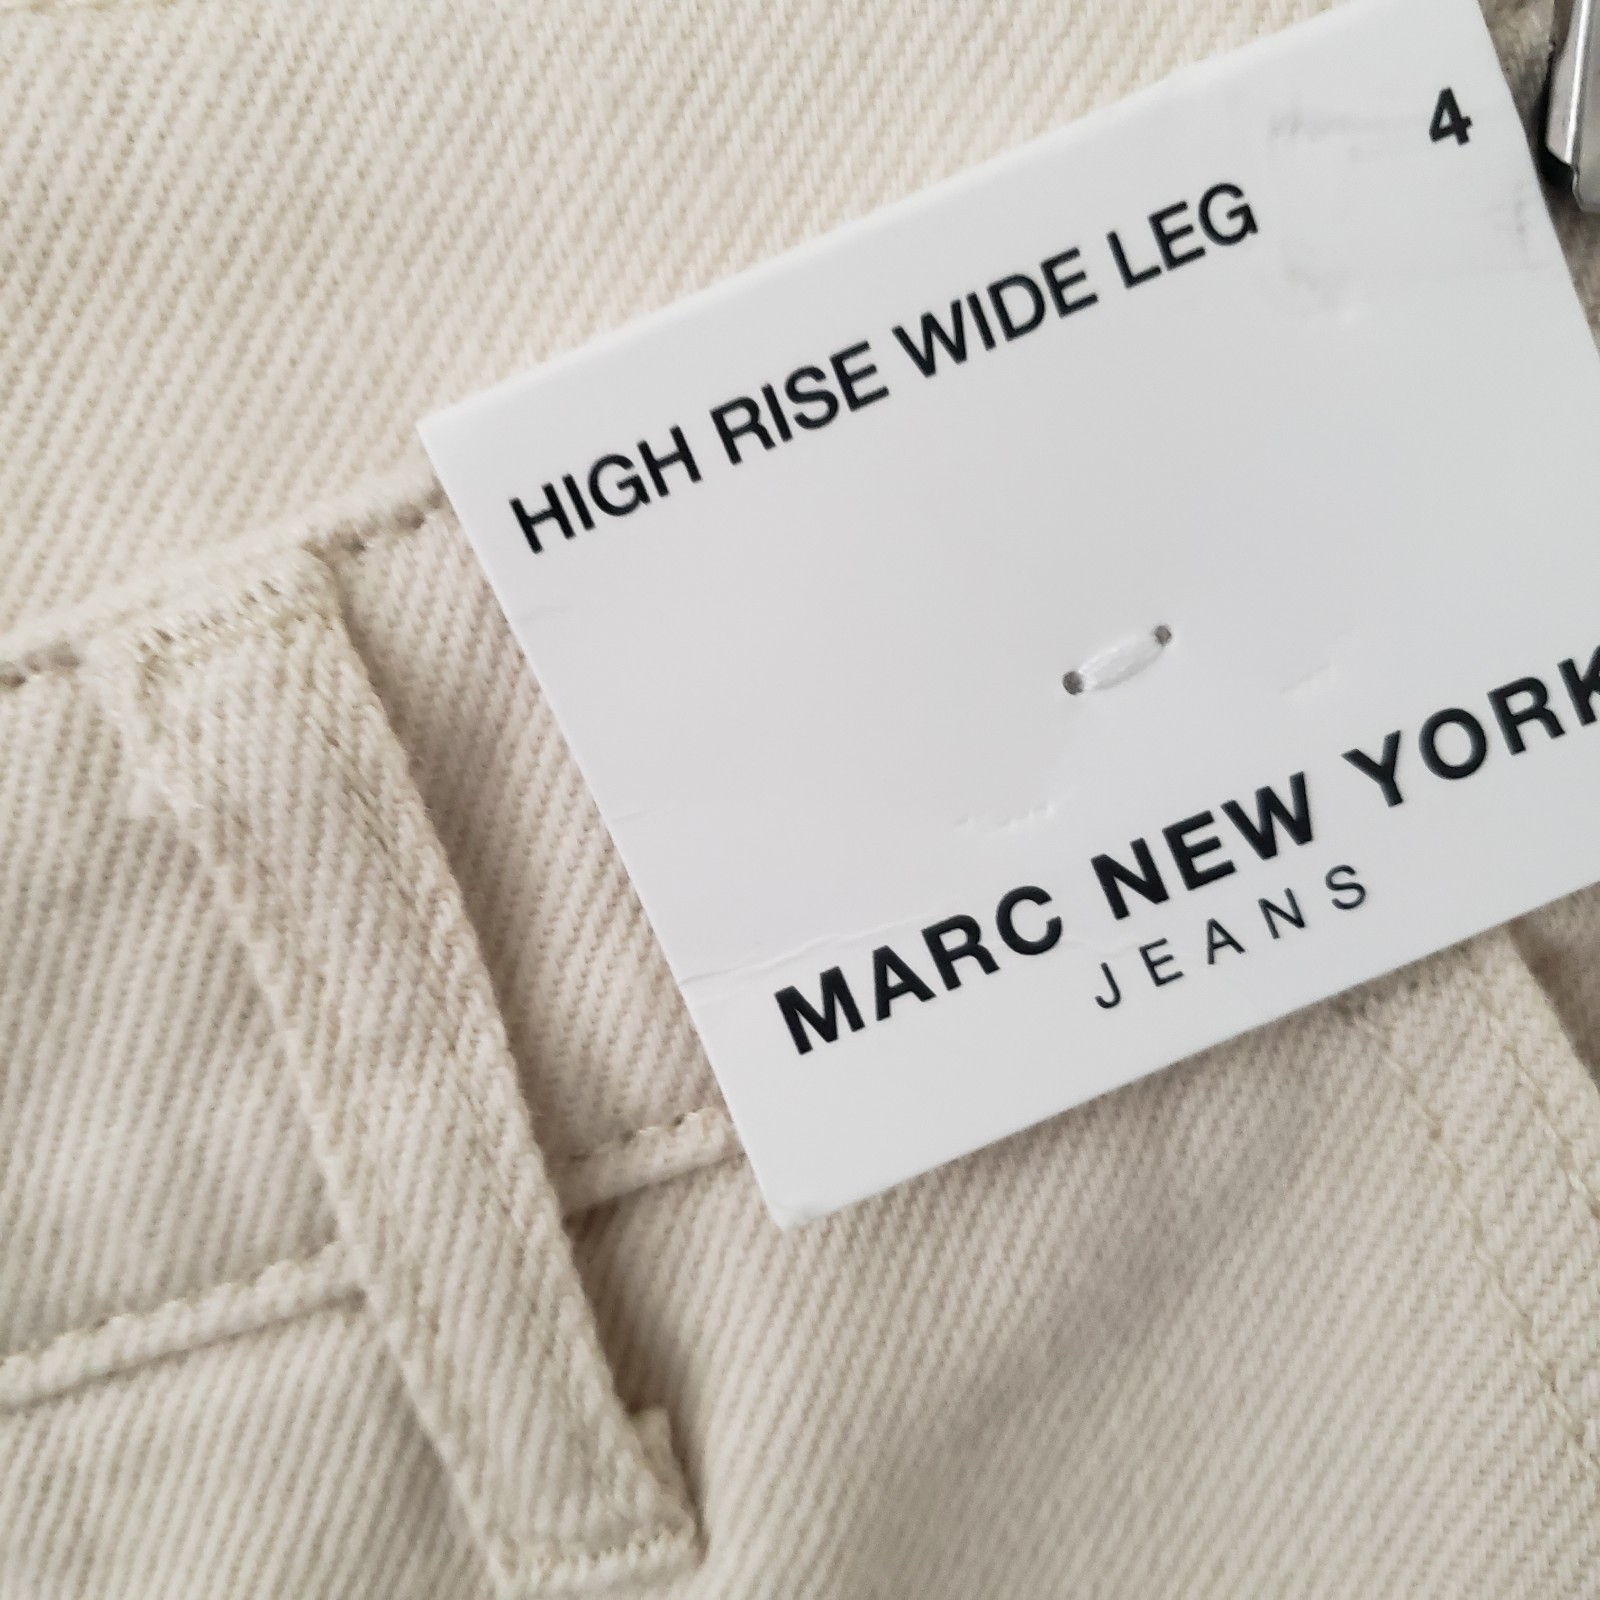 4
HIGH RISE WIDE LEG
MARC NEW YORK
JEANS